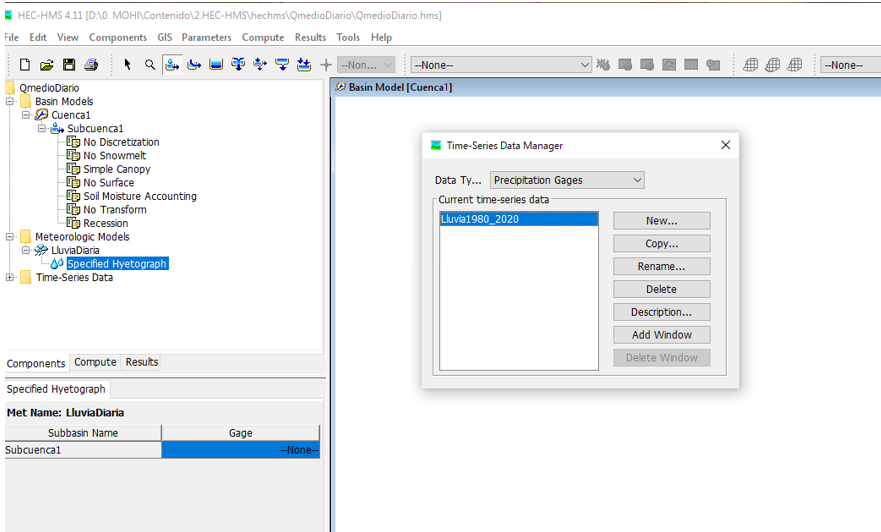 HEC-HMS 4.11 [D:\0. MOHI\Contenido\2.HEC-HMS\hechms\QmedioDiario\QmedioDiario.hms]
File Edit View Components GIS Parameters Compute Results Tools Help
--Non... --None-- --None--
QmedioDiario
Basin Models
Cuenca1
Subcuenca1
No Discretization
No Snowmelt
Simple Canopy
No Surface
Soil Moisture Accounting
No Transform
Recession
Meteorologic Models
LluviaDiaria
Specified Hyetograph
Time-Series Data
Components Compute Results
Specified Hyetograph
Met Name: LluviaDiaria
Subbasin Name Gage
Subcuenca1 --None--
Basin Model [Cuenca1]
Time-Series Data Manager
Data Ty... Precipitation Gages
Current time-series data
Lluvia1980_2020
New...
Copy...
Rename...
Delete
Description...
Add Window
Delete Window